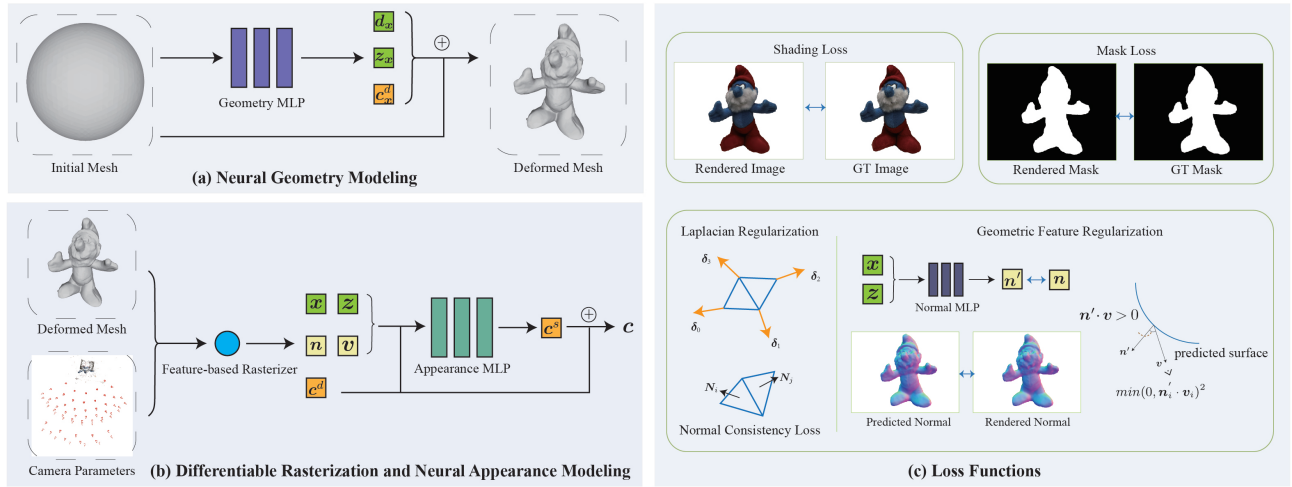 d_x
z_x
c_x^d
⊕
Geometry MLP
Initial Mesh
Deformed Mesh
(a) Neural Geometry Modeling
Deformed Mesh
Camera Parameters
Feature-based Rasterizer
x z
n v
c^d
Appearance MLP
c^s
⊕
c
(b) Differentiable Rasterization and Neural Appearance Modeling
Shading Loss
Rendered Image
GT Image
Mask Loss
Rendered Mask
GT Mask
Laplacian Regularization
δ_3
δ_2
δ_0
δ_1
N_i
N_j
Normal Consistency Loss
Geometric Feature Regularization
x
z
Normal MLP
n′
n
n′ · v > 0
n′
v
predicted surface
min(0, n′_i · v_i)^2
Predicted Normal
Rendered Normal
(c) Loss Functions